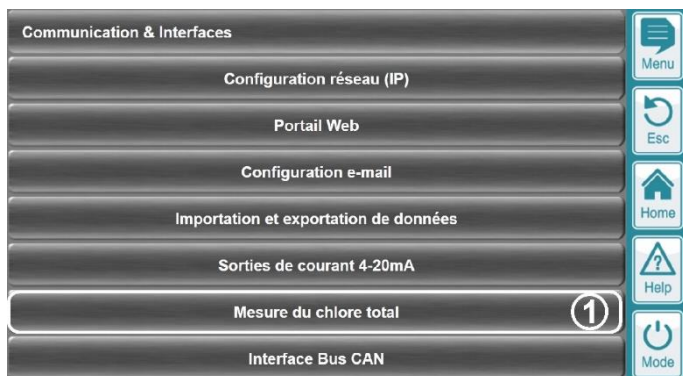 Communication & Interfaces
Configuration réseau (IP)
Portail Web
Configuration e-mail
Importation et exportation de données
Sorties de courant 4-20mA
Mesure du chlore total
①
Interface Bus CAN
Menu
Esc
Home
?
Help
Mode